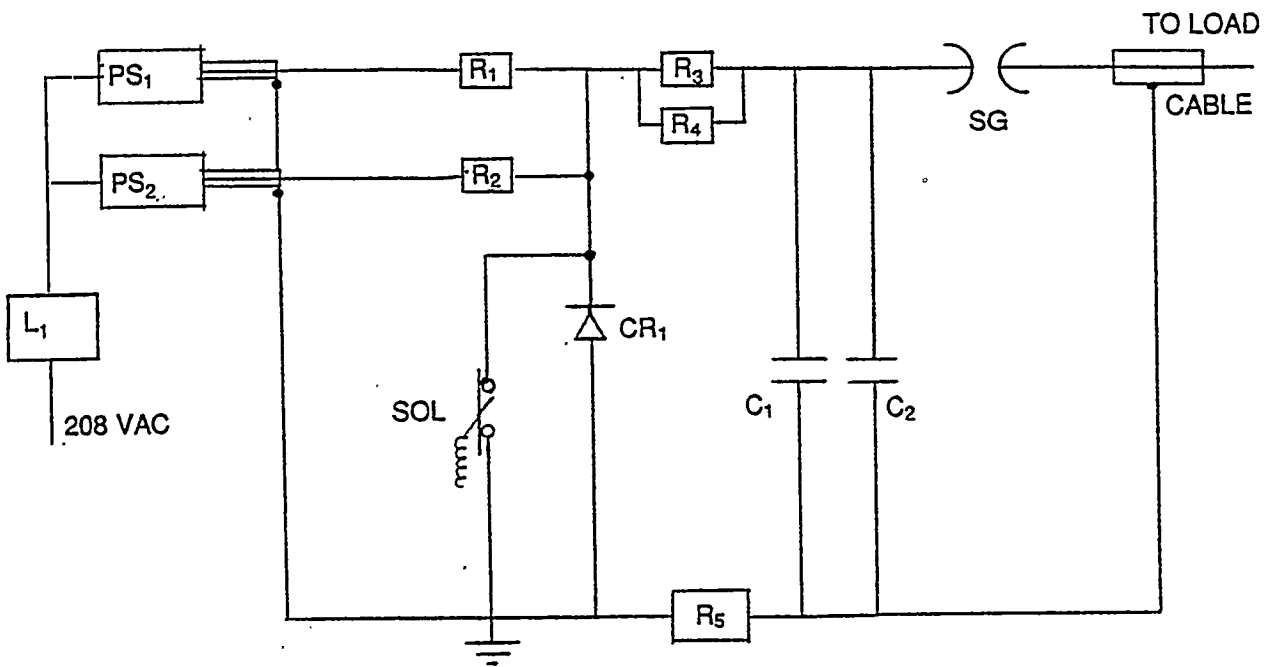 TO LOAD
PS₁
R₁
R₃
R₄
SG
CABLE
PS₂
R₂
L₁
CR₁
SOL
C₁
C₂
208 VAC
R₅